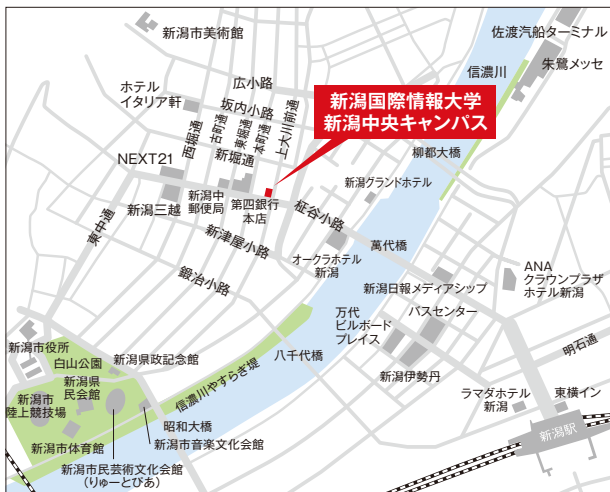 佐渡汽船ターミナル
新潟市美術館
朱鷺メッセ
信濃川
広小路
ホテル
イタリア軒
坂内小路
新潟国際情報大学
新潟中央キャンパス
西堀通
古町通
東堀通
本町通
上大川前通
柳都大橋
NEXT21
新堀通
新潟グランドホテル
新潟三越
新潟中
郵便局
第四銀行
本店
柾谷小路
東中通
新津屋小路
萬代橋
オークラホテル
新潟
鍛冶小路
新潟日報メディアシップ
ANA
クラウンプラザ
ホテル新潟
万代
ビルボード
プレイス
バスセンター
明石通
新潟市役所
白山公園
新潟県政記念館
八千代橋
新潟伊勢丹
信濃川やすらぎ堤
新潟県
民会館
新潟市
陸上競技場
ラマダホテル
新潟
東横イン
昭和大橋
新潟駅
新潟市体育館
新潟市音楽文化会館
新潟市民芸術文化会館
(りゅーとぴあ)